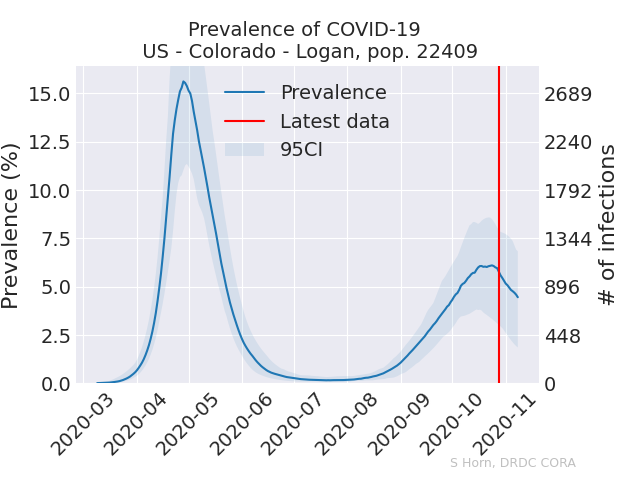 Prevalence of COVID-19
US - Colorado - Logan, pop. 22409
Prevalence
Latest data
95CI
Prevalence (%)
15.0
12.5
10.0
7.5
5.0
2.5
0.0
2689
2240
1792
1344
896
448
0
# of infections
2020-03
2020-04
2020-05
2020-06
2020-07
2020-08
2020-09
2020-10
2020-11
S Horn, DRDC CORA